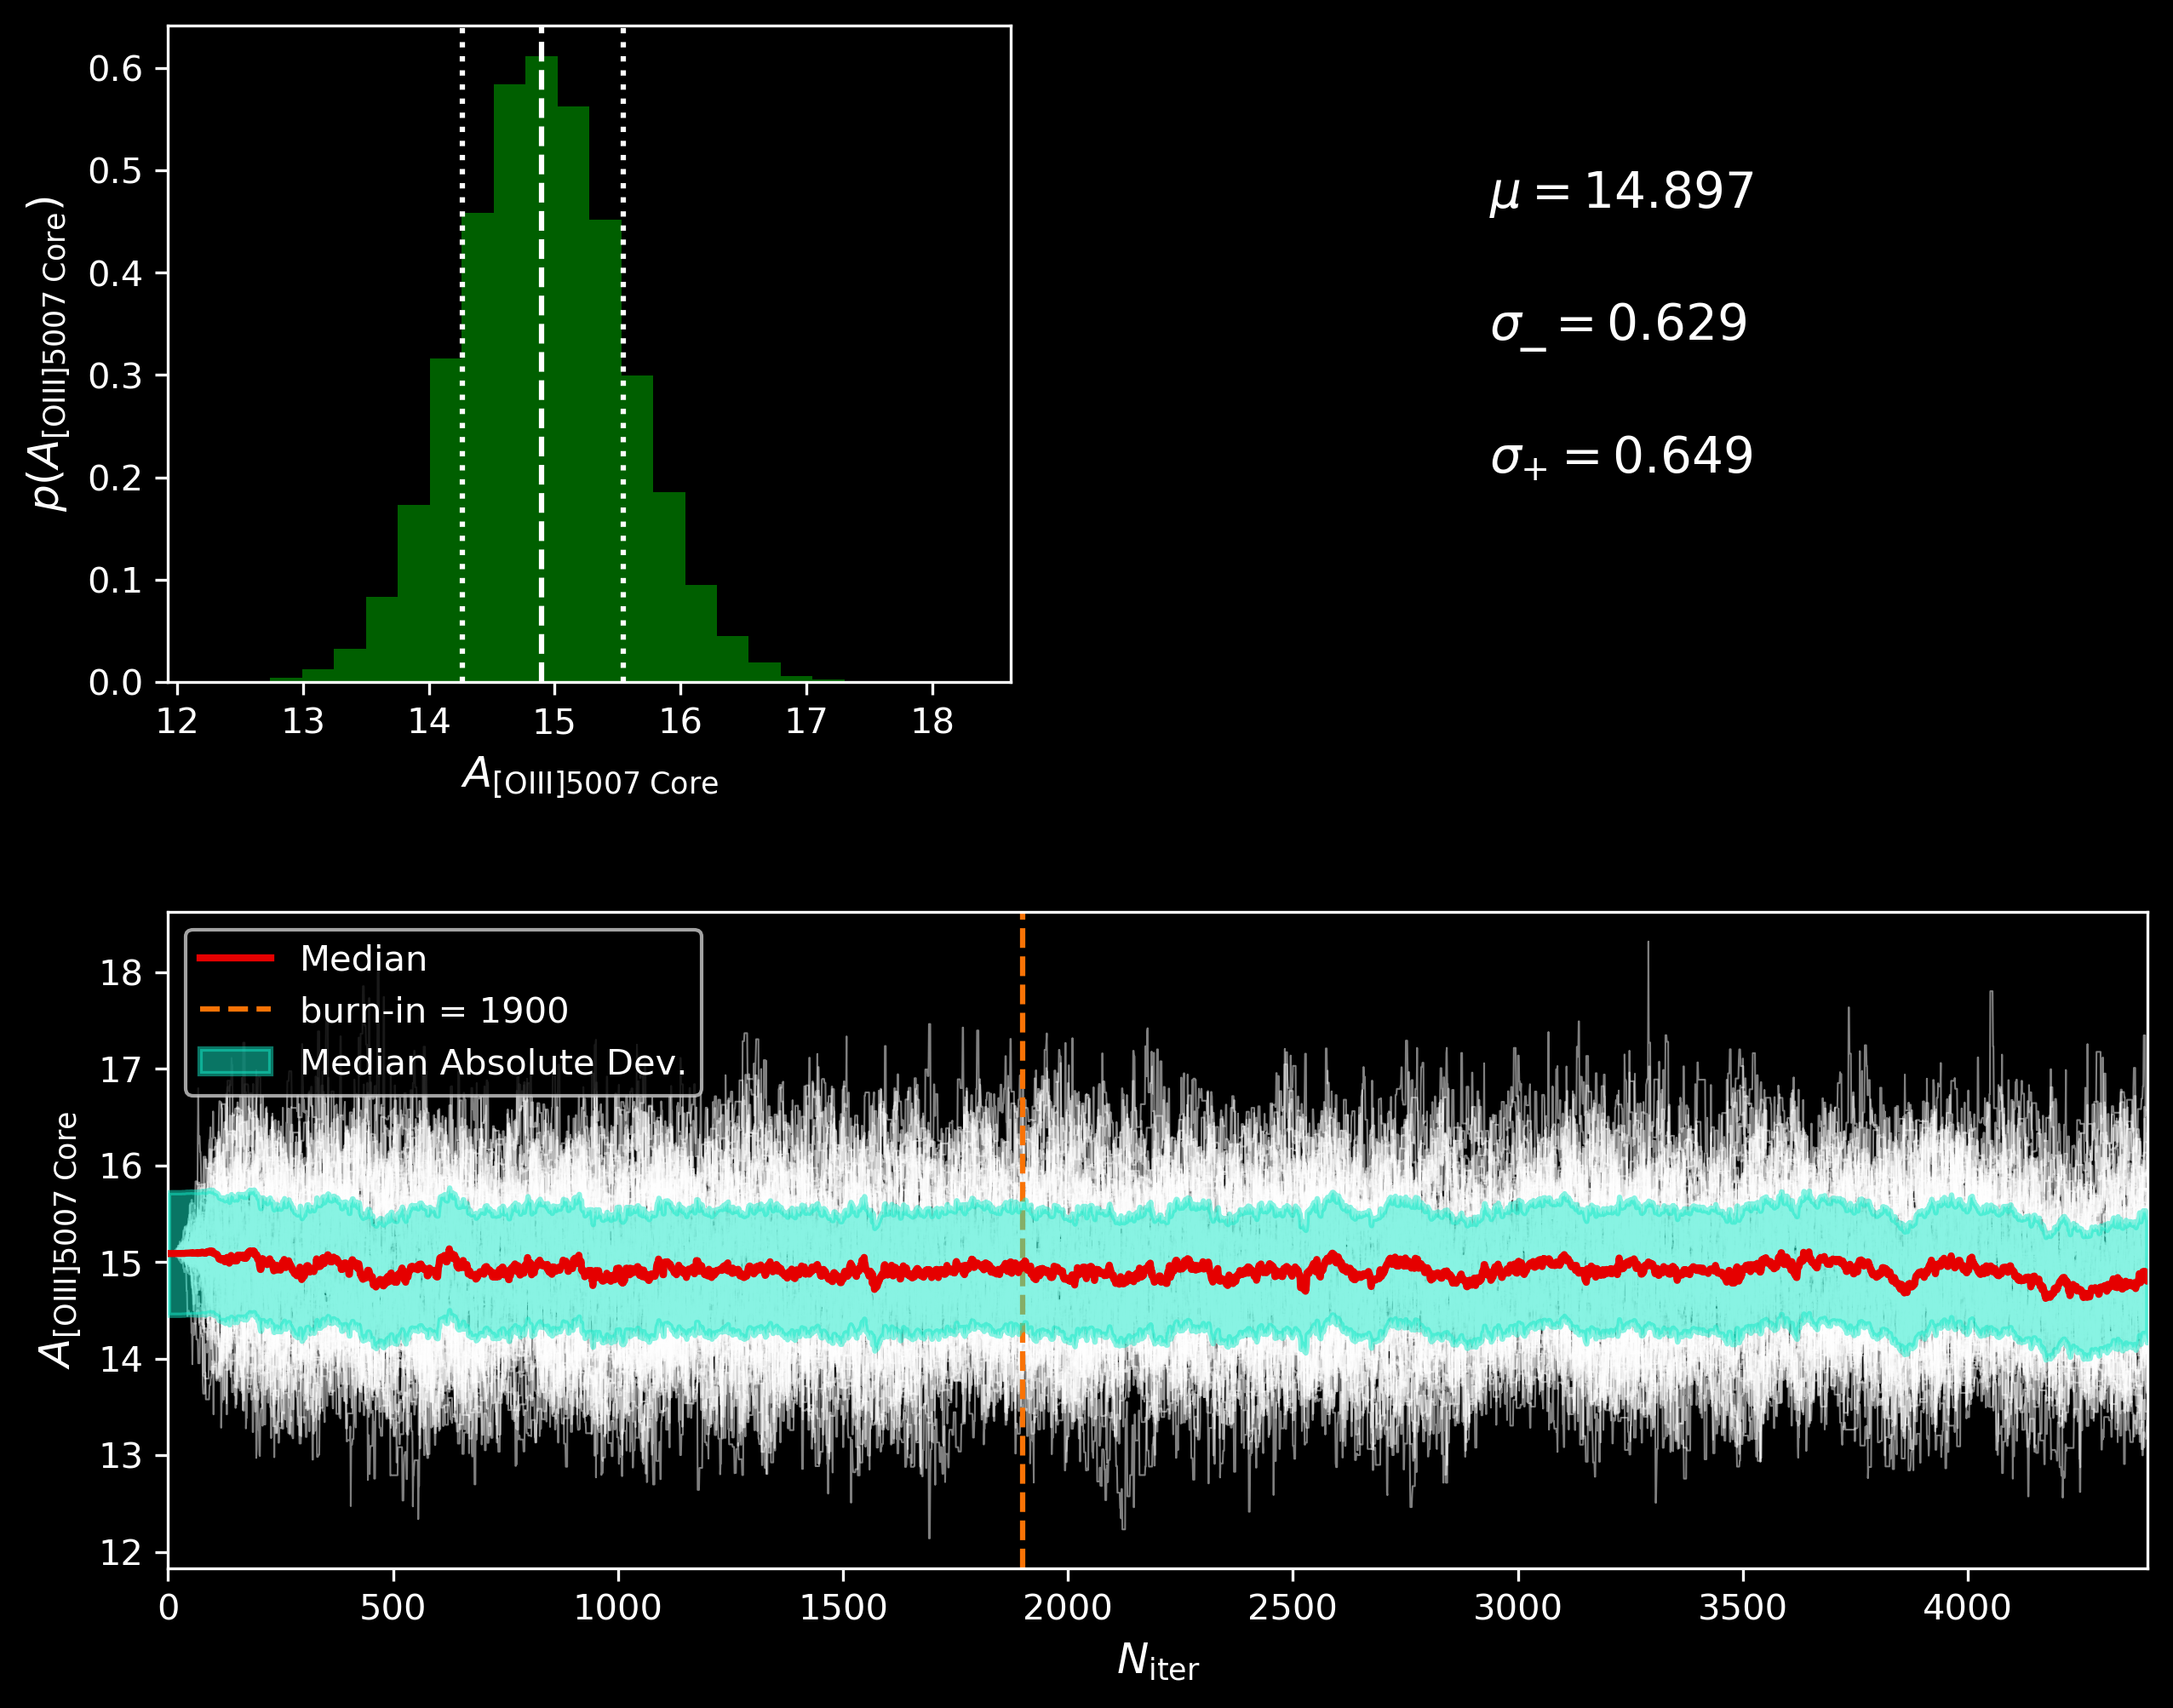 0.6
0.5
0.4
0.3
0.2
0.1
0.0
p(A[OIII]5007 Core)
12 13 14 15 16 17 18
A[OIII]5007 Core
μ = 14.897
σ− = 0.629
σ+ = 0.649
Median
burn-in = 1900
Median Absolute Dev.
18
17
16
15
14
13
12
A[OIII]5007 Core
0 500 1000 1500 2000 2500 3000 3500 4000
Niter